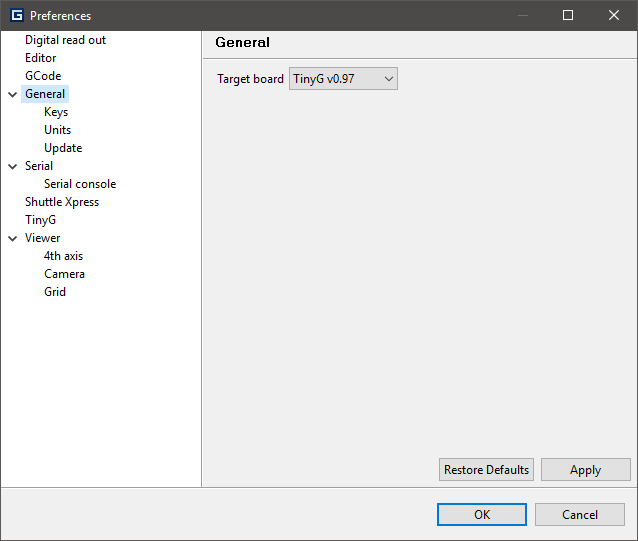 Preferences
Digital read out
Editor
GCode
General
Keys
Units
Update
Serial
Serial console
Shuttle Xpress
TinyG
Viewer
4th axis
Camera
Grid
General
Target board TinyG v0.97
Restore Defaults Apply
OK Cancel